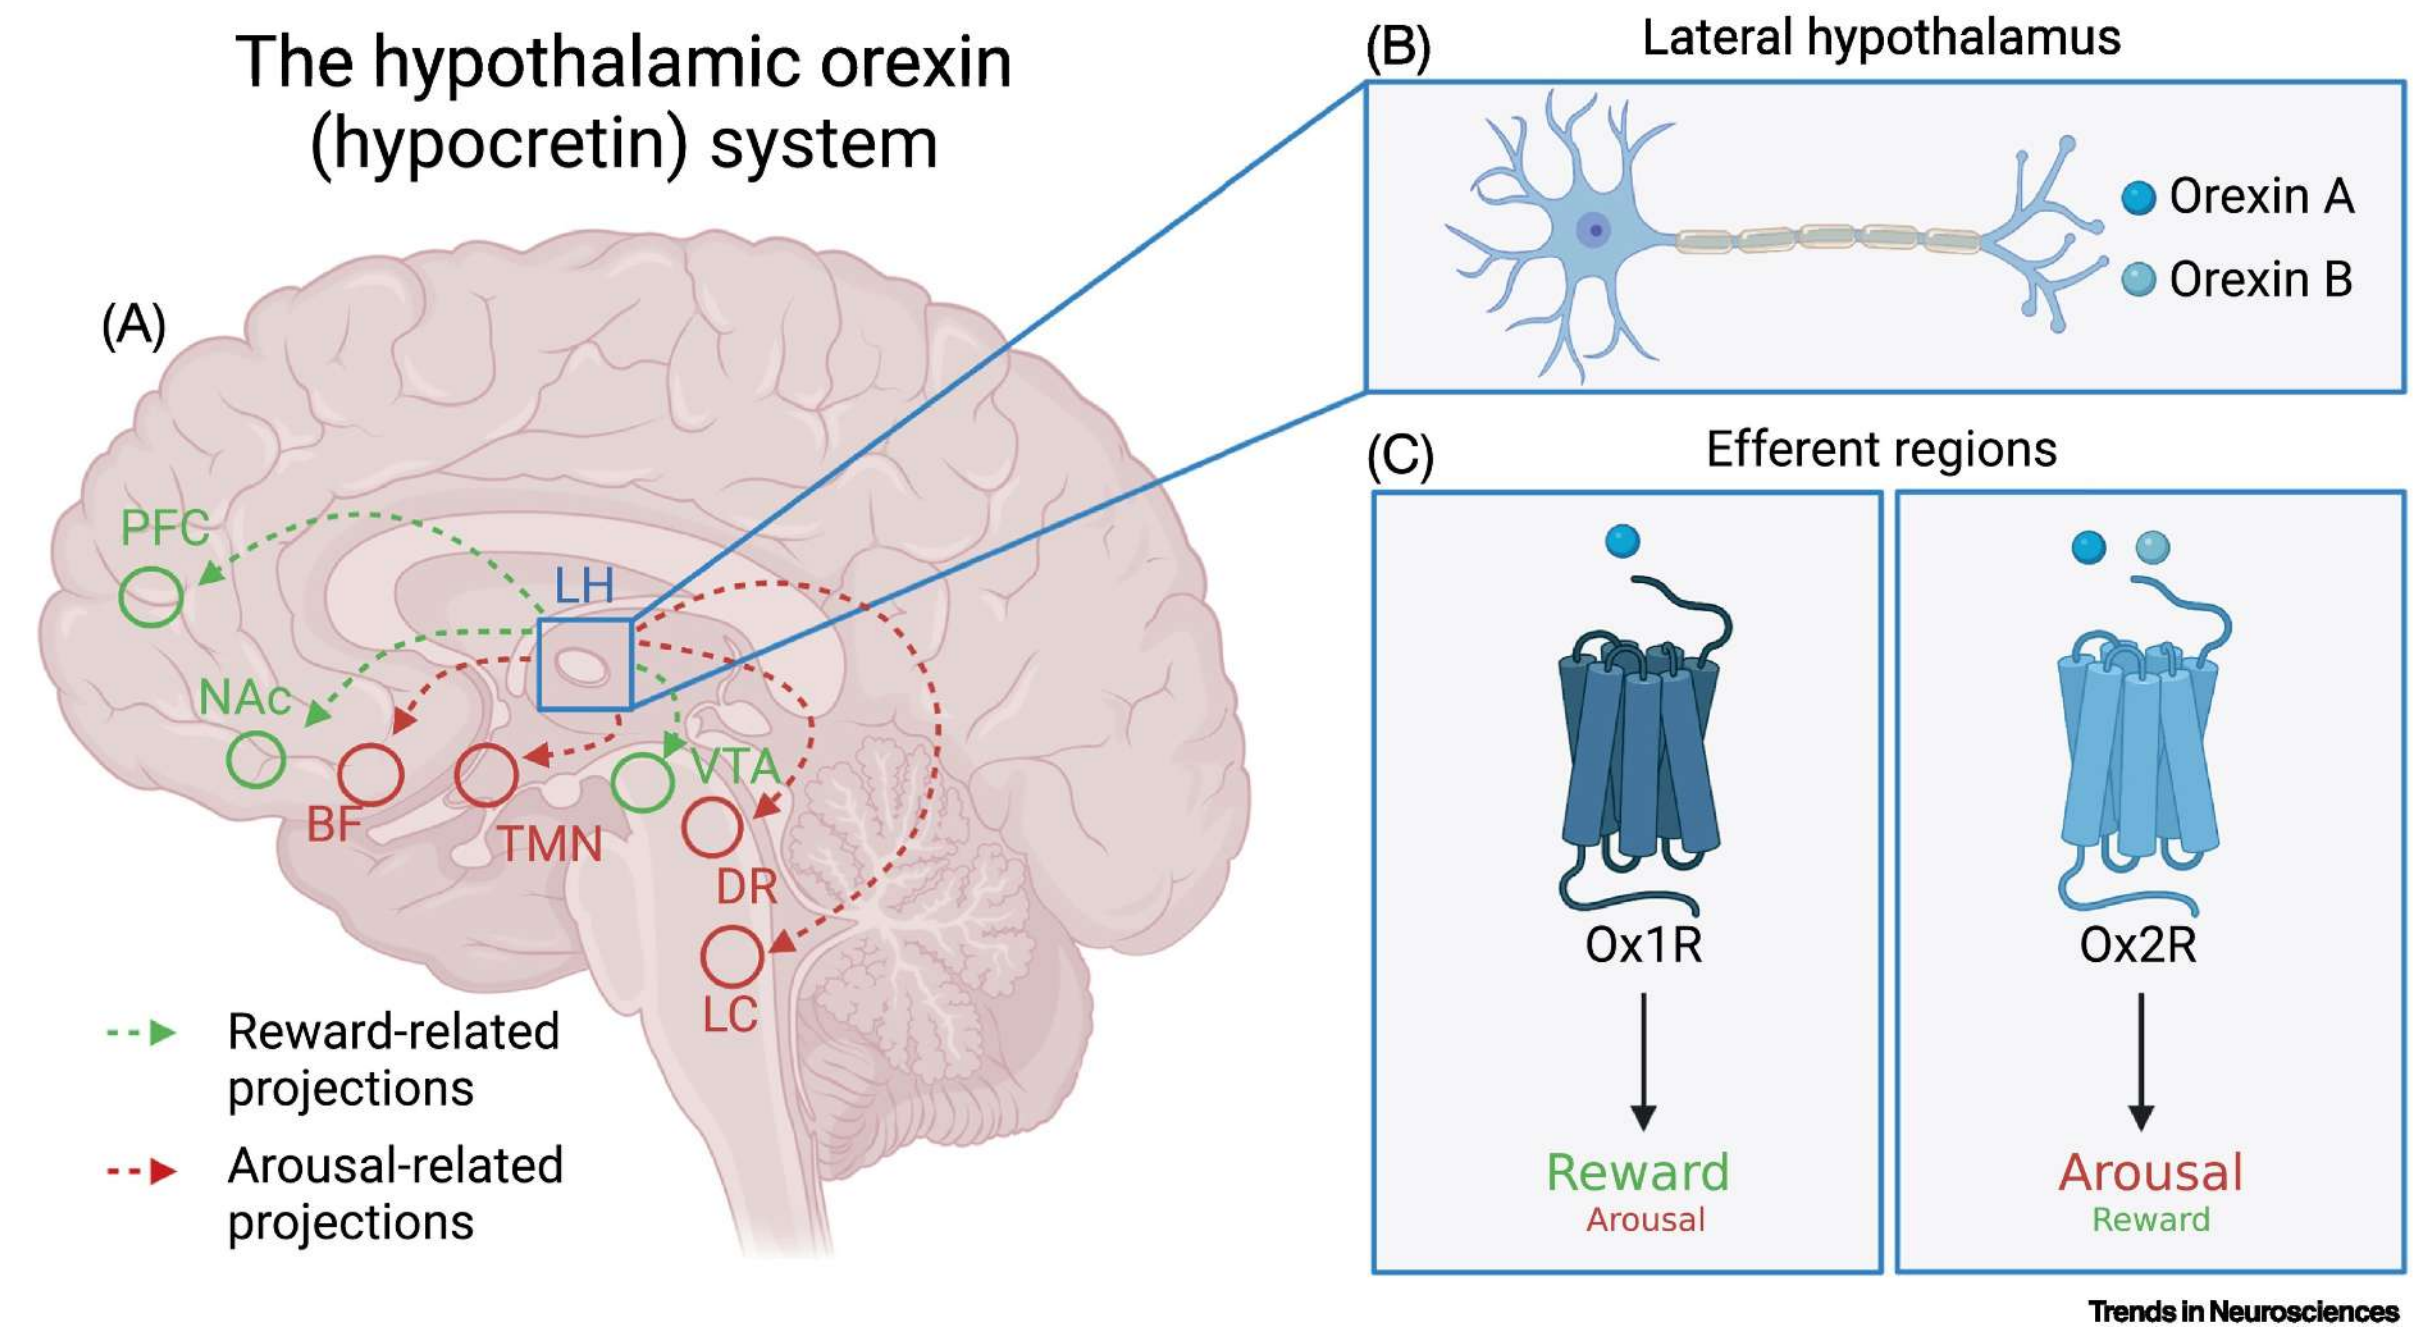 The hypothalamic orexin
(hypocretin) system
(A)
PFC
LH
NAc
BF
TMN
VTA
DR
LC
Reward-related
projections
Arousal-related
projections
(B)
Lateral hypothalamus
Orexin A
Orexin B
(C)
Efferent regions
Ox1R
Reward
Arousal
Ox2R
Arousal
Reward
Trends in Neurosciences